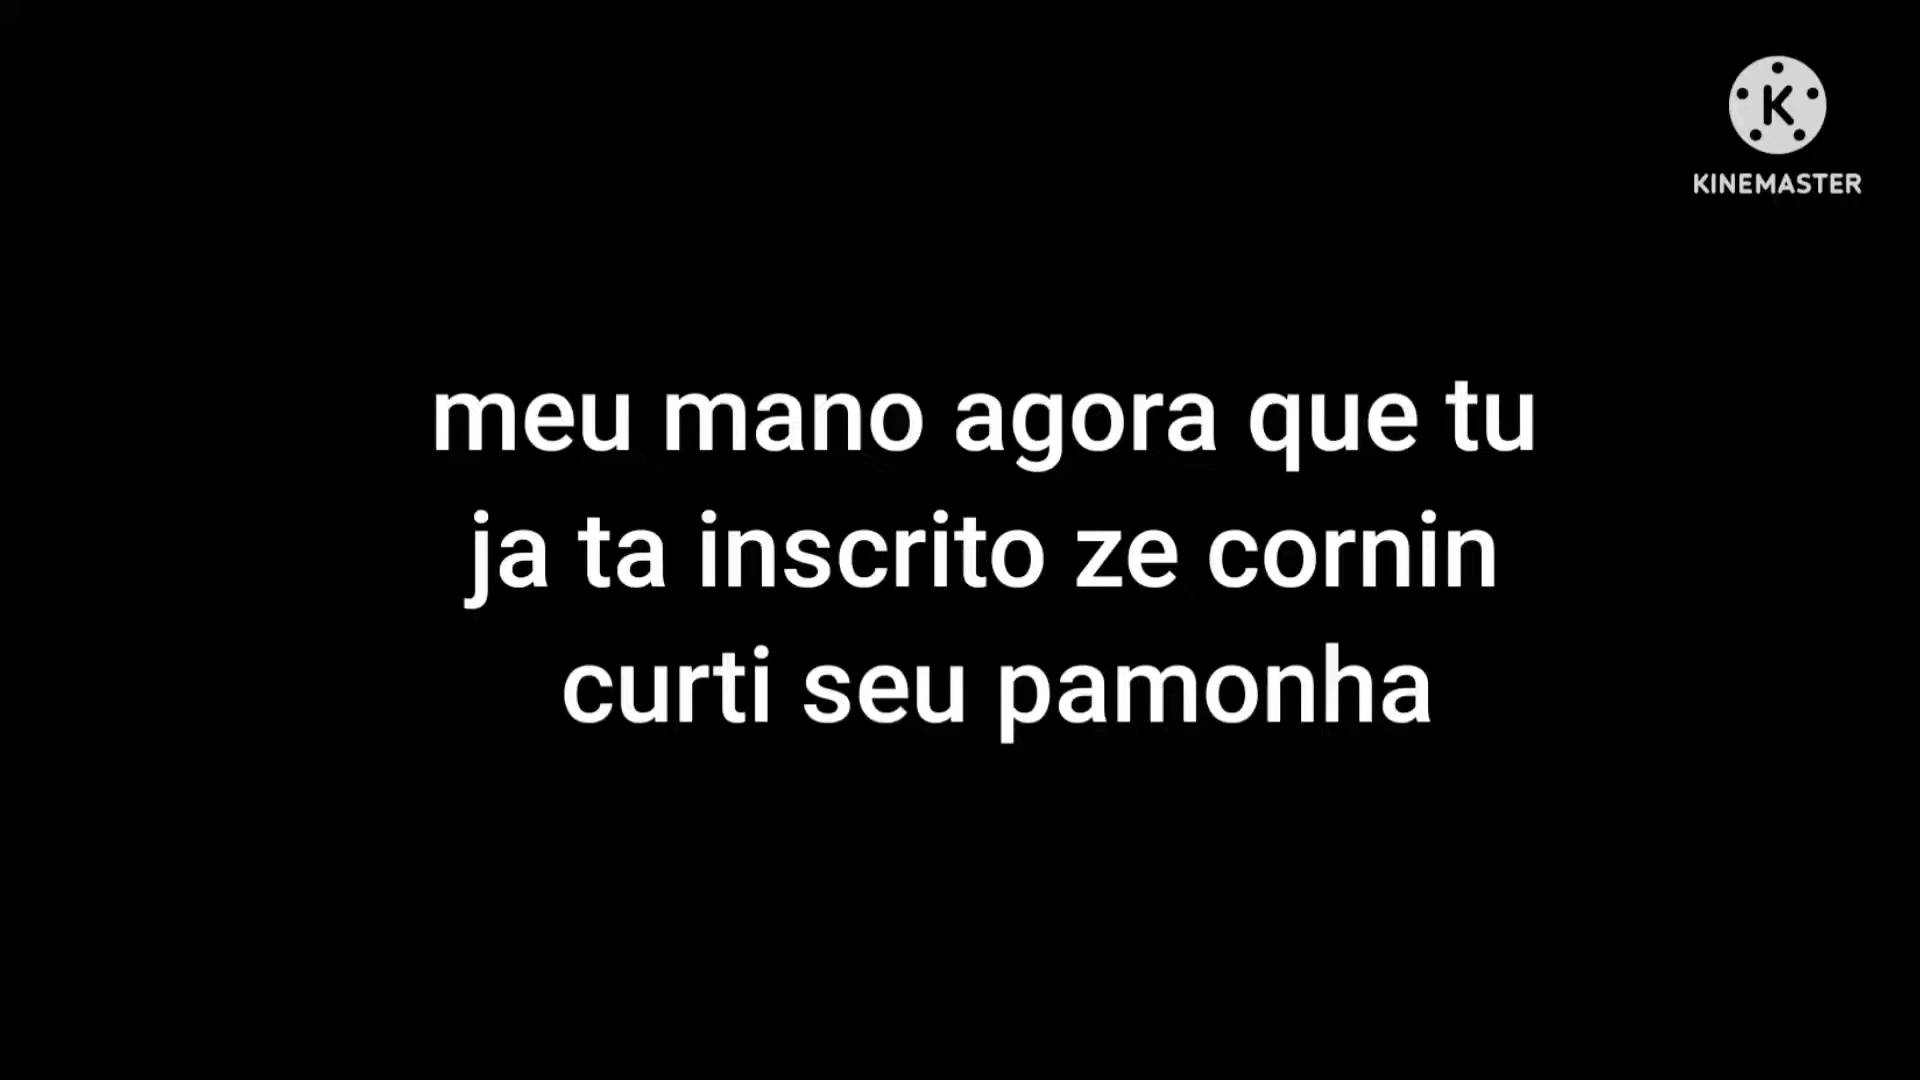 K
KINEMASTER
meu mano agora que tu
ja ta inscrito ze cornin
curti seu pamonha